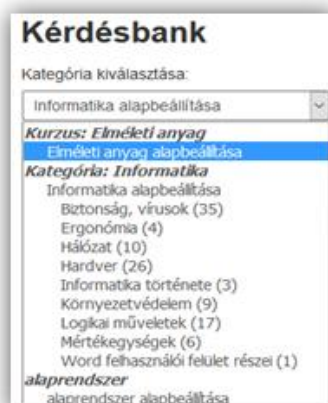 Kérdésbank
Kategória kiválasztása:
Informatika alapbeállítása
Kurzus: Elméleti anyag
Elméleti anyag alapbeállítása
Kategória: Informatika
Informatika alapbeállítása
Biztonság, vírusok (35)
Ergonómia (4)
Hálózat (10)
Hardver (26)
Informatika története (3)
Környezetvédelem (9)
Logikai műveletek (17)
Mértékegységek (6)
Word felhasználói felület részei (1)
alaprendszer
alaprendszer alapbeállítása